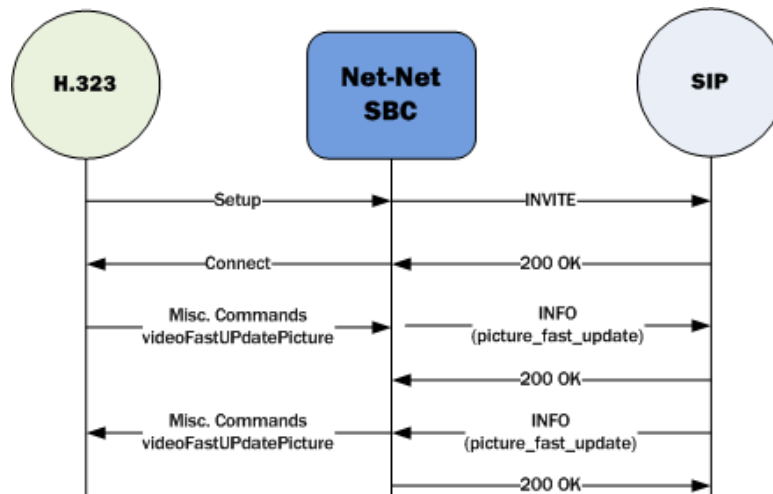 H.323
Net-Net
SBC
SIP
Setup
INVITE
Connect
200 OK
Misc. Commands
videoFastUPdatePicture
INFO
(picture_fast_update)
200 OK
Misc. Commands
videoFastUPdatePicture
INFO
(picture_fast_update)
200 OK